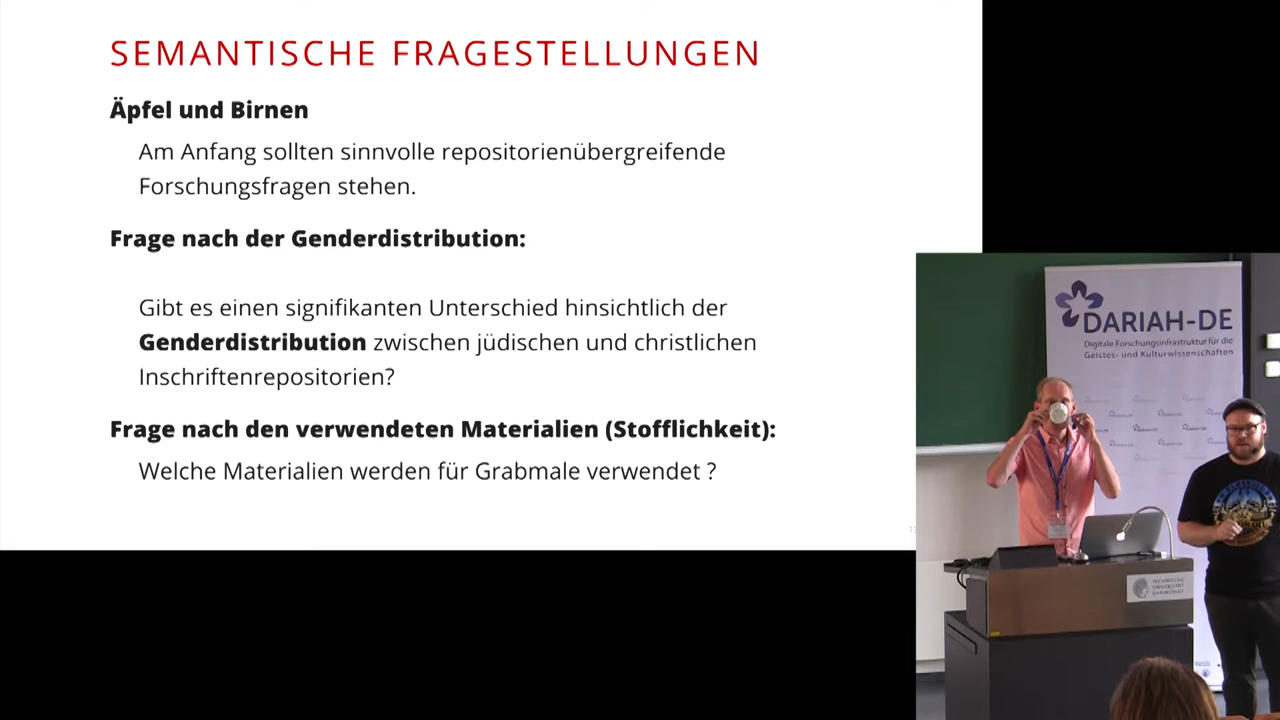 SEMANTISCHE FRAGESTELLUNGEN
Äpfel und Birnen
Am Anfang sollten sinnvolle repositorienübergreifende
Forschungsfragen stehen.
Frage nach der Genderdistribution:
Gibt es einen signifikanten Unterschied hinsichtlich der
Genderdistribution zwischen jüdischen und christlichen
Inschriftenrepositorien?
Frage nach den verwendeten Materialien (Stofflichkeit):
Welche Materialien werden für Grabmale verwendet ?
DARIAH-DE
Digitale Forschungsinfrastruktur für die
Geistes- und Kulturwissenschaften
TECHNISCHE
UNIVERSITÄT
DARMSTADT